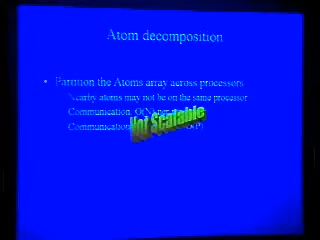 Atom decomposition
• Partition the Atoms array across processors
Nearby atoms may not be on the same processor
Communication O(N) per
Communication O(P)
Not Scalable